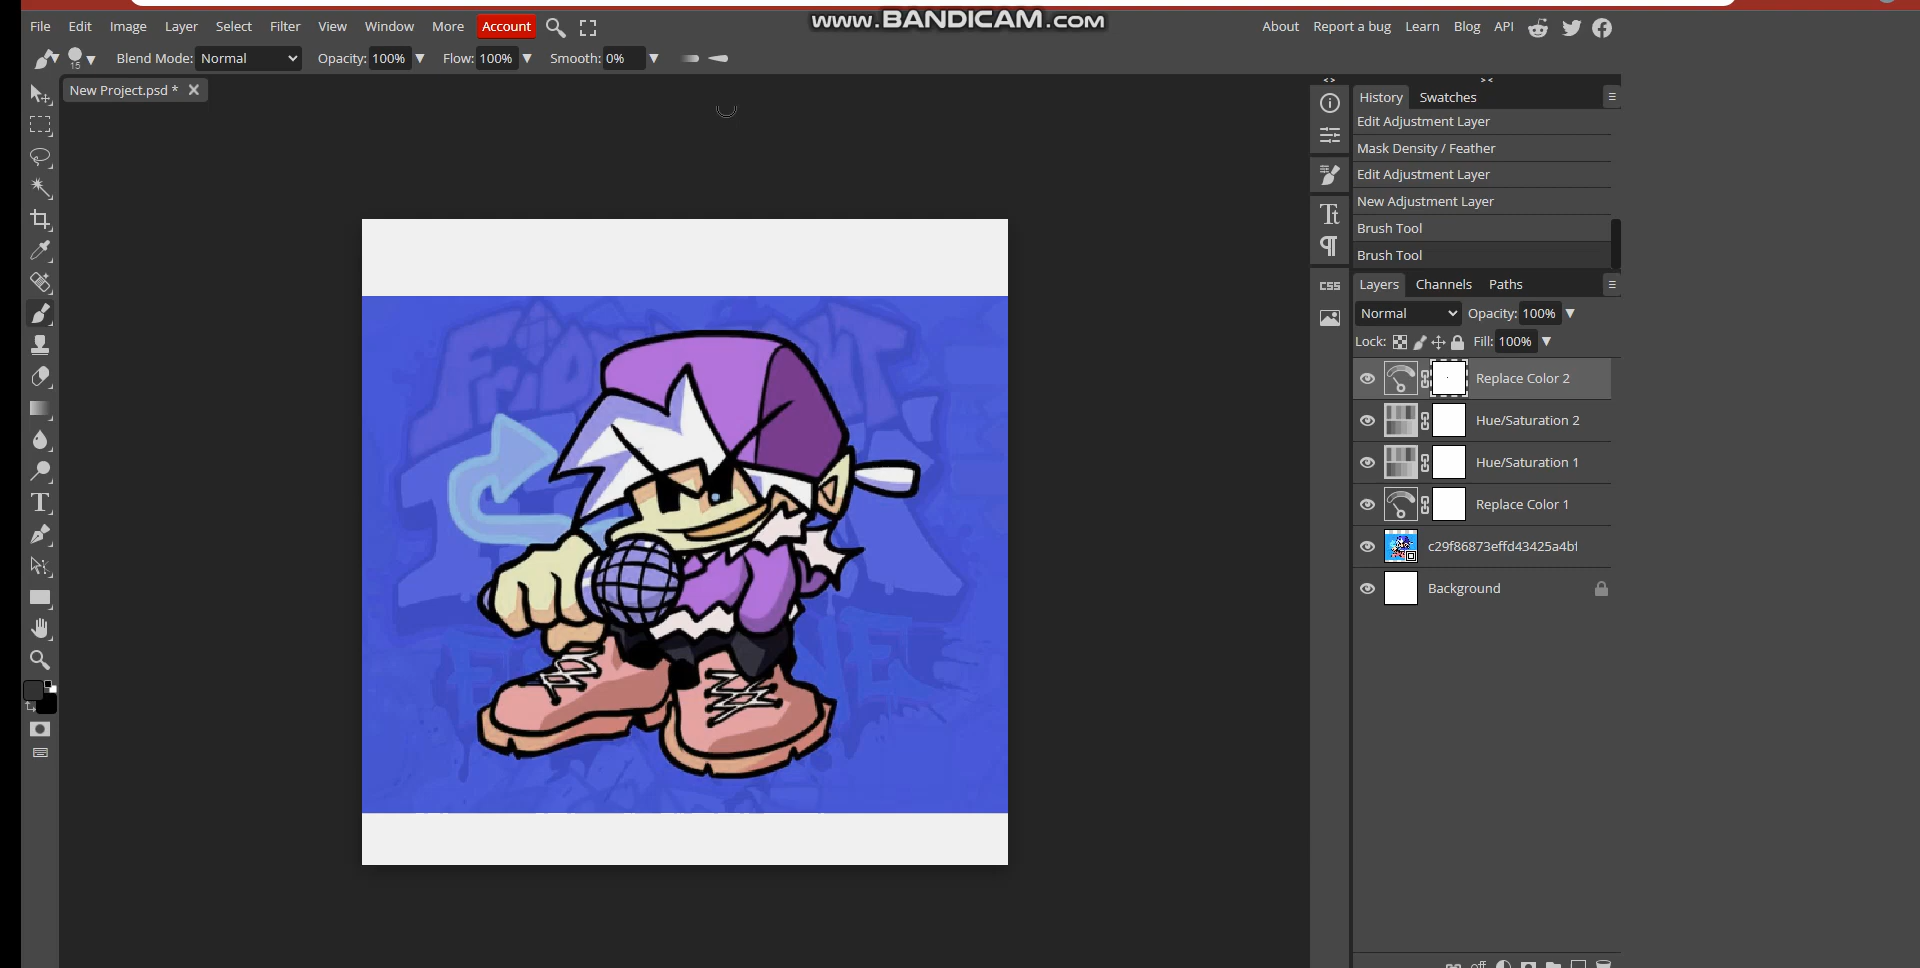 www.BANDICAM.com
File Edit Image Layer Select Filter View Window More Account
About Report a bug Learn Blog API
15 Blend Mode: Normal Opacity: 100% Flow: 100% Smooth: 0%
New Project.psd *
History Swatches
Edit Adjustment Layer
Mask Density / Feather
Edit Adjustment Layer
New Adjustment Layer
Brush Tool
Brush Tool
CSS
Layers Channels Paths
Normal Opacity: 100%
Lock: Fill: 100%
Replace Color 2
Hue/Saturation 2
Hue/Saturation 1
Replace Color 1
c29f86873effd43425a4bf
Background
off